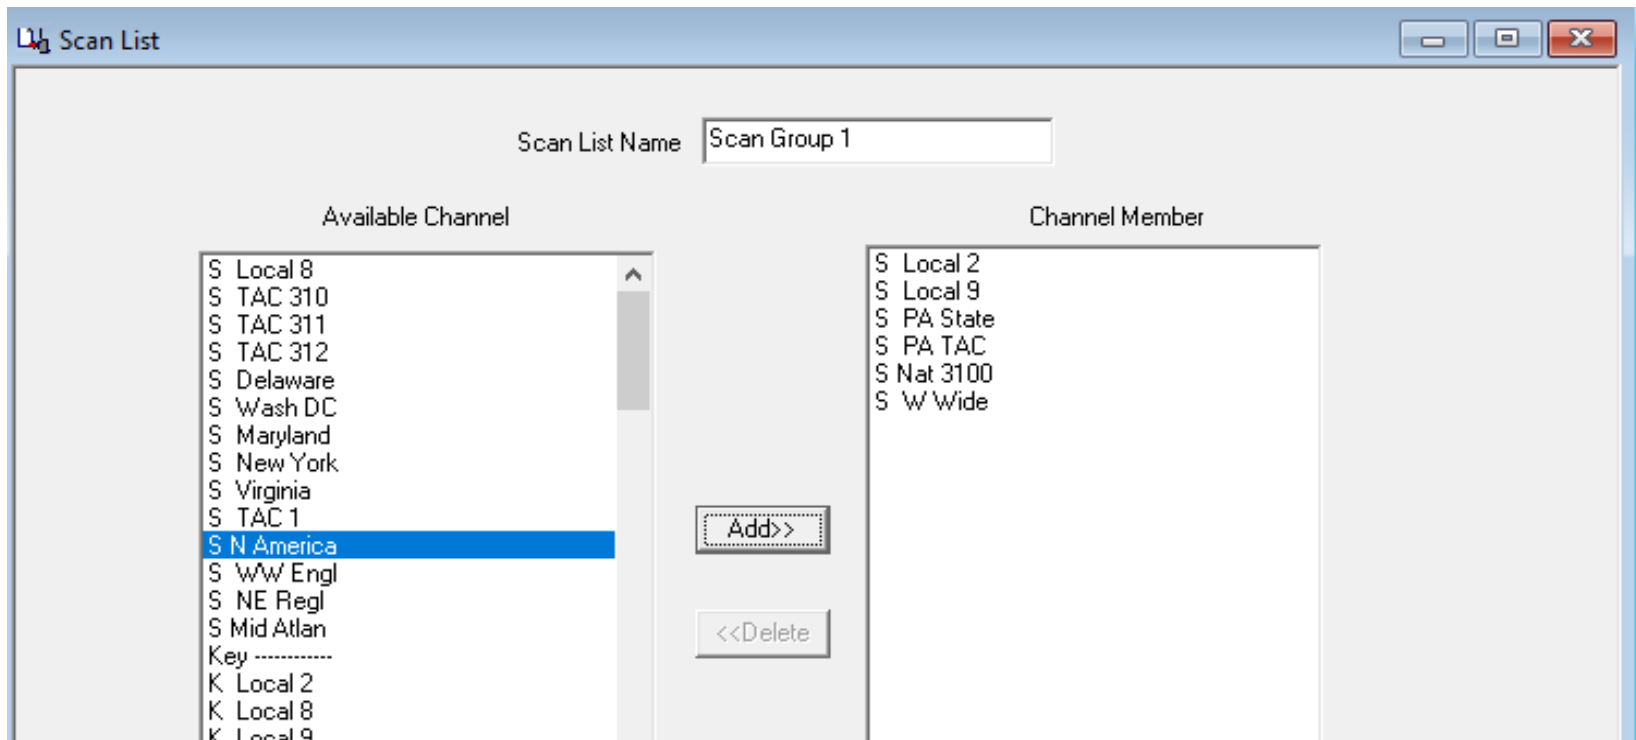 Scan List
Scan List Name
Scan Group 1
Available Channel
S Local 8
S TAC 310
S TAC 311
S TAC 312
S Delaware
S Wash DC
S Maryland
S New York
S Virginia
S TAC 1
S N America
S WW Engl
S NE Regl
S Mid Atlan
Key ------------
K Local 2
K Local 8
K Local 9
Add>>
<<Delete
Channel Member
S Local 2
S Local 9
S PA State
S PA TAC
S Nat 3100
S W Wide